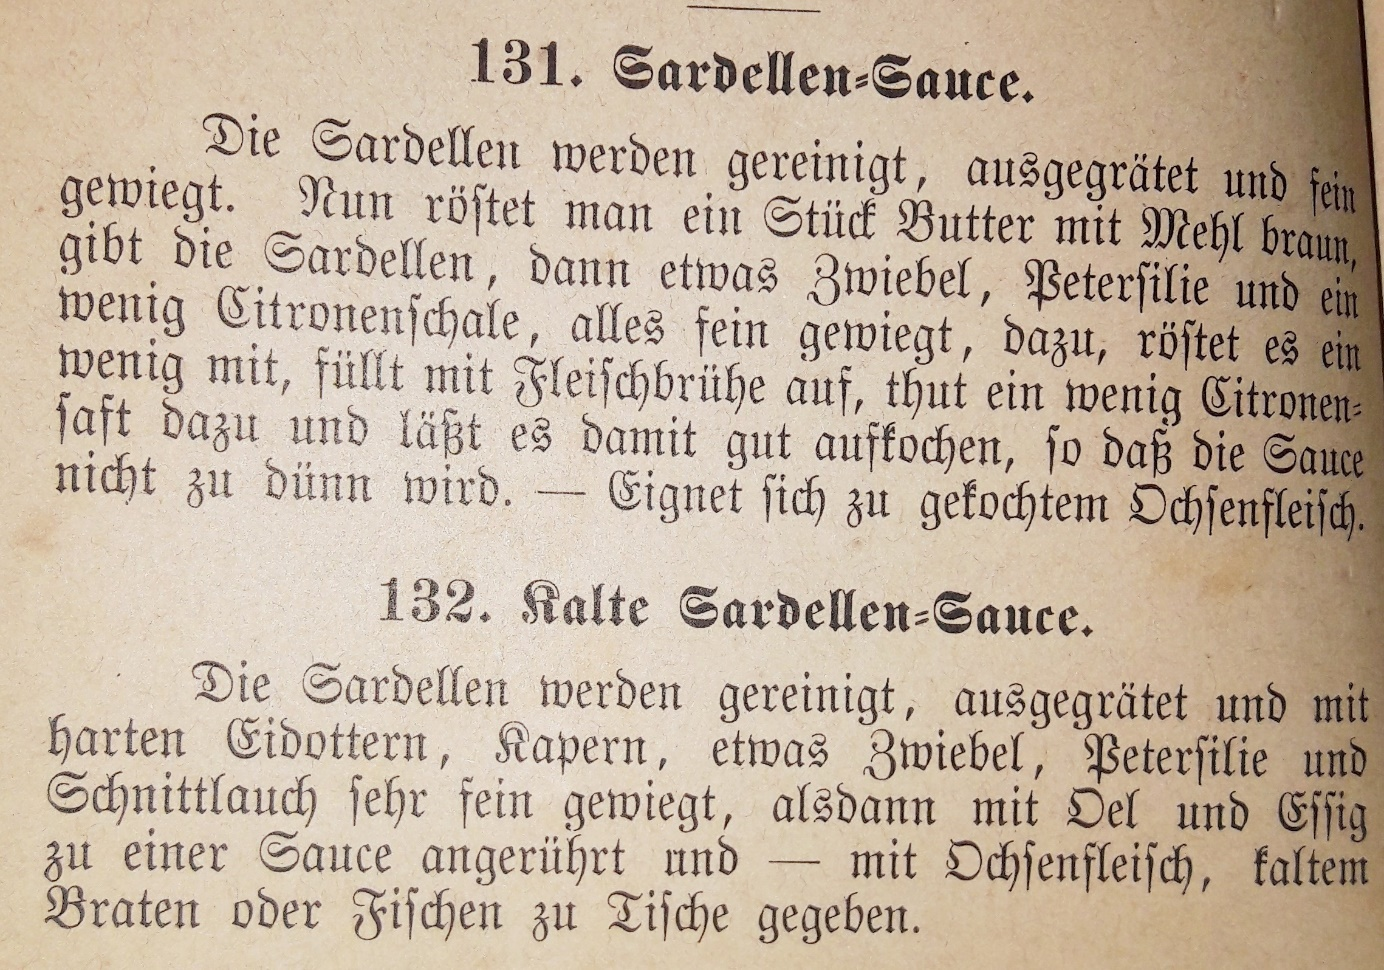 131. Sardellen-Sauce.
Die Sardellen werden gereinigt, ausgegrätet und fein
gewiegt. Nun röſtet man ein Stück Butter mit Mehl braun,
gibt die Sardellen, dann etwas Zwiebel, Peterſilie und ein
wenig Citronenſchale, alles fein gewiegt, dazu, röſtet es ein
wenig mit, füllt mit Fleiſchbrühe auf, thut ein wenig Citronen-
ſaft dazu und läßt es damit gut aufkochen, ſo daß die Sauce
nicht zu dünn wird. — Eignet ſich zu gekochtem Ochſenfleiſch.
132. Kalte Sardellen-Sauce.
Die Sardellen werden gereinigt, ausgegrätet und mit
harten Eidottern, Kapern, etwas Zwiebel, Peterſilie und
Schnittlauch ſehr fein gewiegt, alsdann mit Oel und Eſſig
zu einer Sauce angerührt und — mit Ochſenfleiſch, kaltem
Braten oder Fiſchen zu Tiſche gegeben.